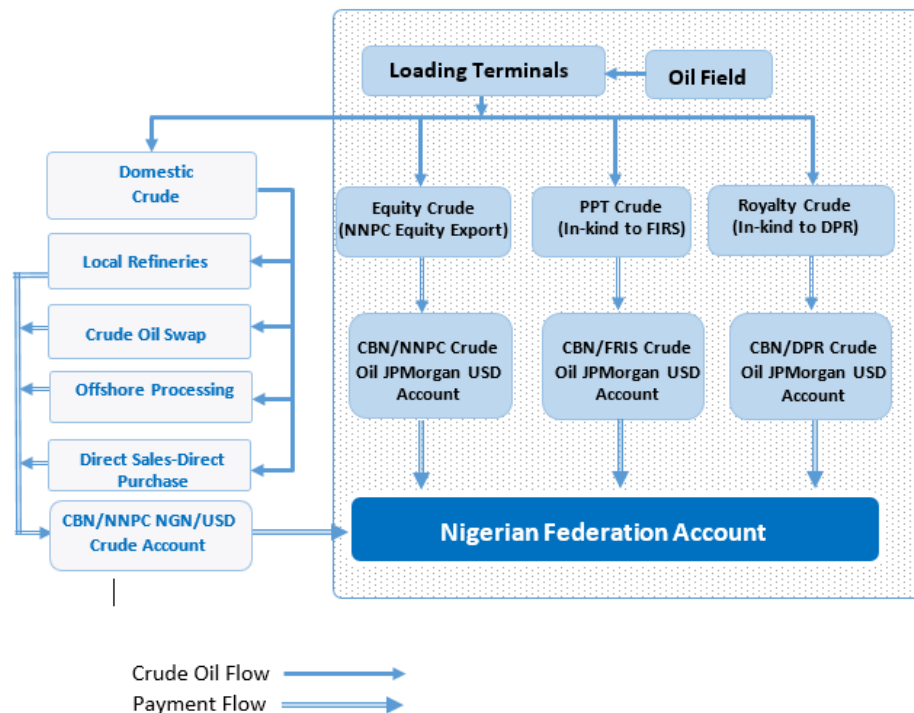 Loading Terminals
Oil Field
Domestic
Crude
Equity Crude
(NNPC Equity Export)
PPT Crude
(In-kind to FIRS)
Royalty Crude
(In-kind to DPR)
Local Refineries
Crude Oil Swap
Offshore Processing
Direct Sales-Direct
Purchase
CBN/NNPC NGN/USD
Crude Account
CBN/NNPC Crude
Oil JPMorgan USD
Account
CBN/FRIS Crude
Oil JPMorgan USD
Account
CBN/DPR Crude
Oil JPMorgan USD
Account
Nigerian Federation Account
Crude Oil Flow
Payment Flow